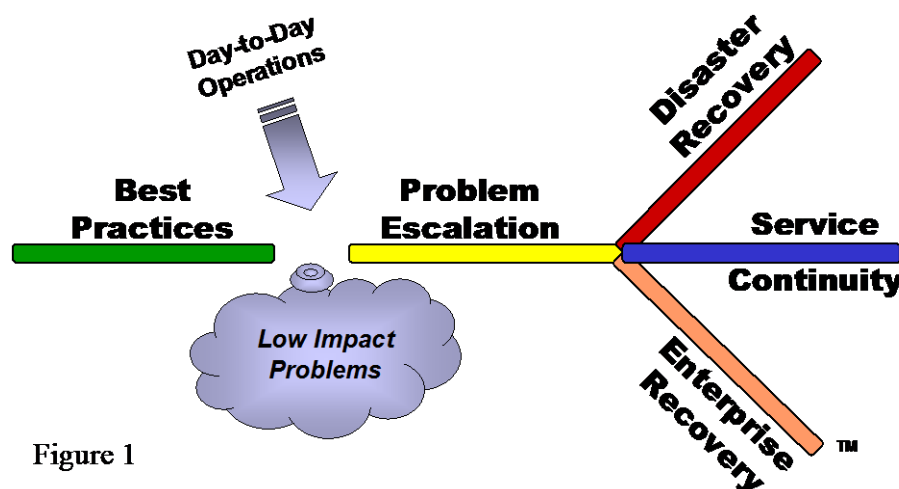 Day-to-Day
Operations
Best
Practices
Problem
Escalation
Disaster
Recovery
Service
Continuity
Low Impact
Problems
Enterprise
Recovery
TM
Figure 1